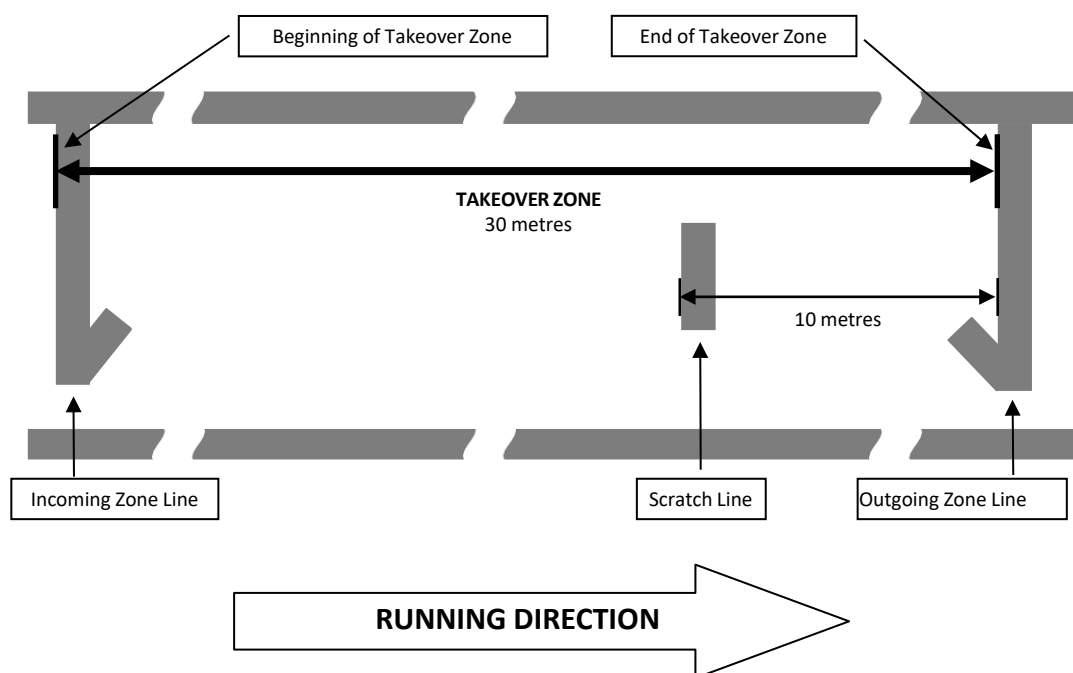 Beginning of Takeover Zone
End of Takeover Zone
TAKEOVER ZONE
30 metres
10 metres
Incoming Zone Line
Scratch Line
Outgoing Zone Line
RUNNING DIRECTION